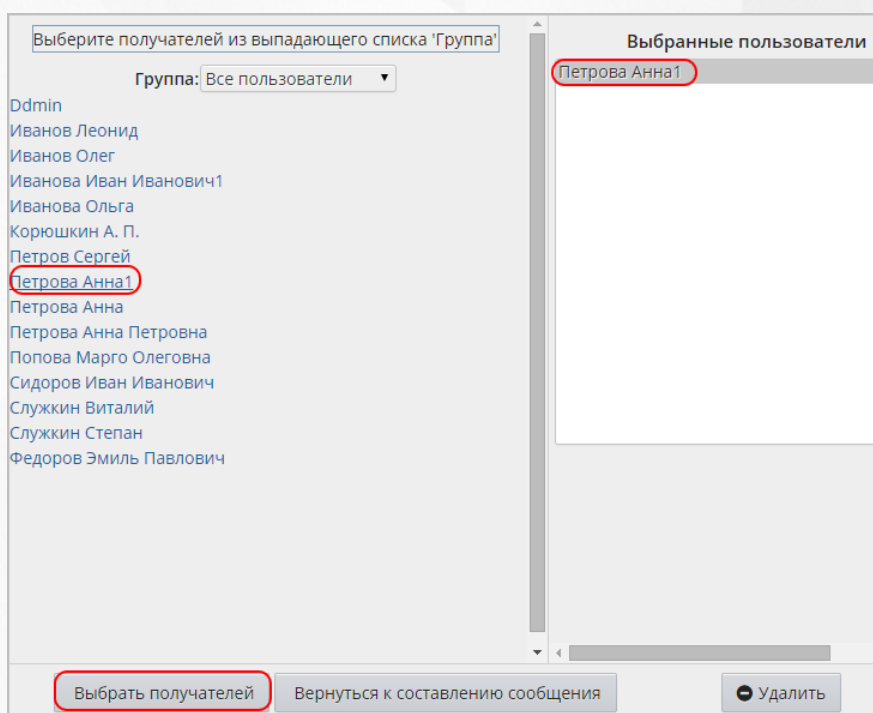 Выберите получателей из выпадающего списка 'Группа'
Группа: Все пользователи
Ddmin
Иванов Леонид
Иванов Олег
Иванова Иван Иванович1
Иванова Ольга
Корюшкин А. П.
Петров Сергей
Петрова Анна1
Петрова Анна
Петрова Анна Петровна
Попова Марго Олеговна
Сидоров Иван Иванович
Служкин Виталий
Служкин Степан
Федоров Эмиль Павлович
Выбранные пользователи
Петрова Анна1
Выбрать получателей
Вернуться к составлению сообщения
Удалить